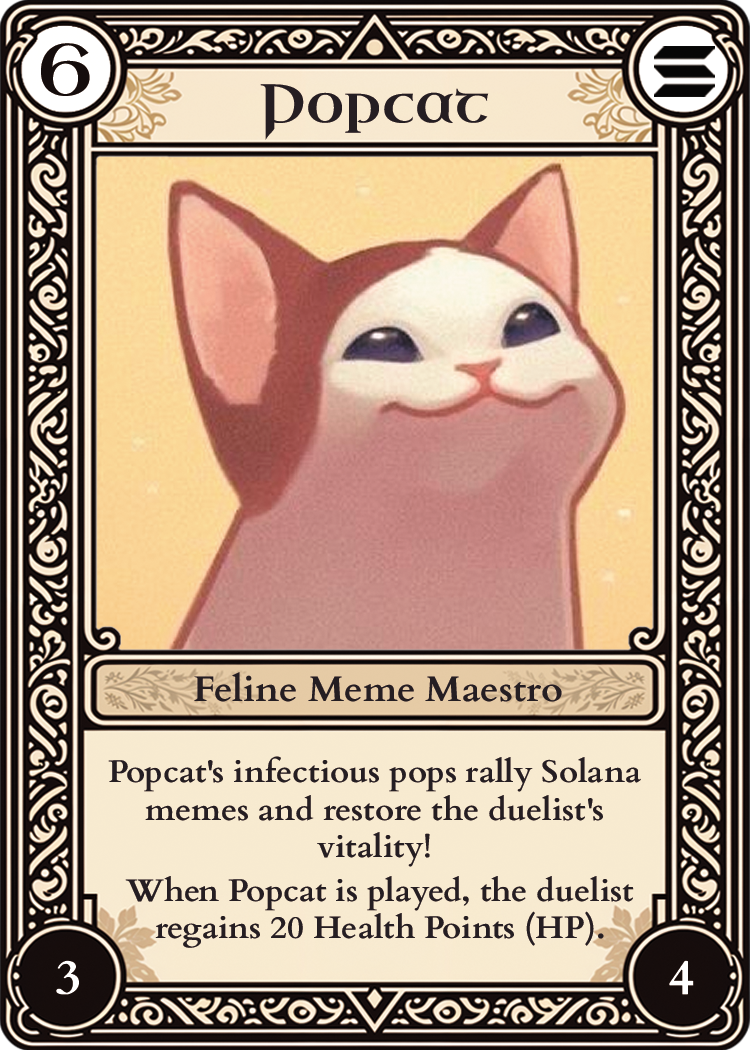 6
Popcat
Feline Meme Maestro
Popcat's infectious pops rally Solana
memes and restore the duelist's
vitality!
When Popcat is played, the duelist
regains 20 Health Points (HP).
3
4